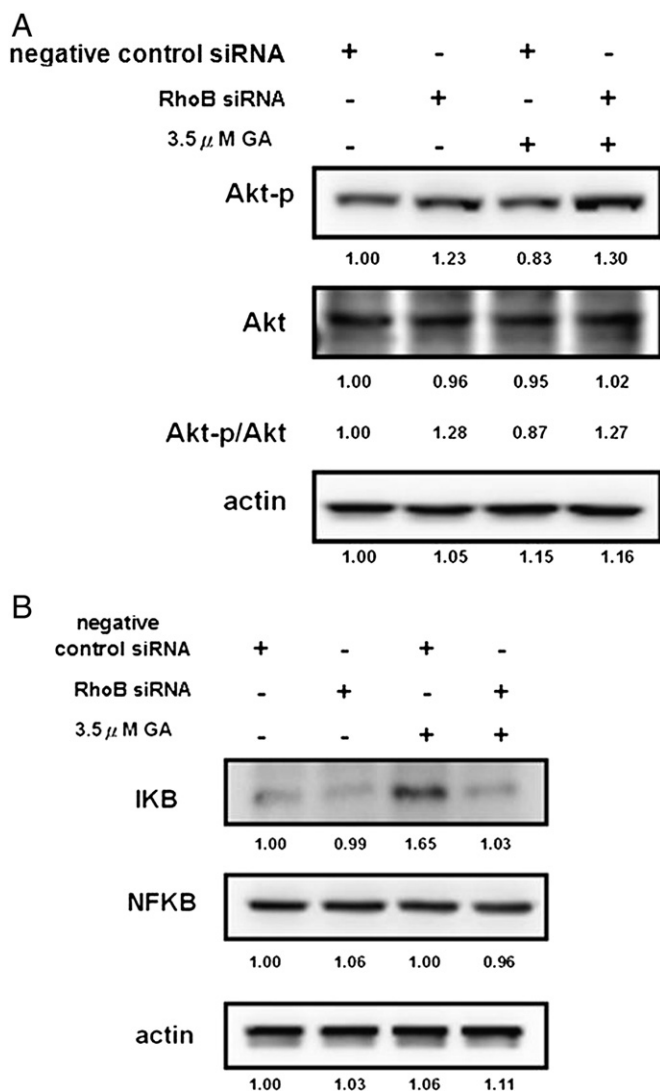 A
negative control siRNA + - + -
RhoB siRNA - + - +
3.5 μM GA - - + +
Akt-p
1.00 1.23 0.83 1.30
Akt
1.00 0.96 0.95 1.02
Akt-p/Akt 1.00 1.28 0.87 1.27
actin
1.00 1.05 1.15 1.16
B
negative
control siRNA + - + -
RhoB siRNA - + - +
3.5 μM GA - - + +
IKB
1.00 0.99 1.65 1.03
NFKB
1.00 1.06 1.00 0.96
actin
1.00 1.03 1.06 1.11